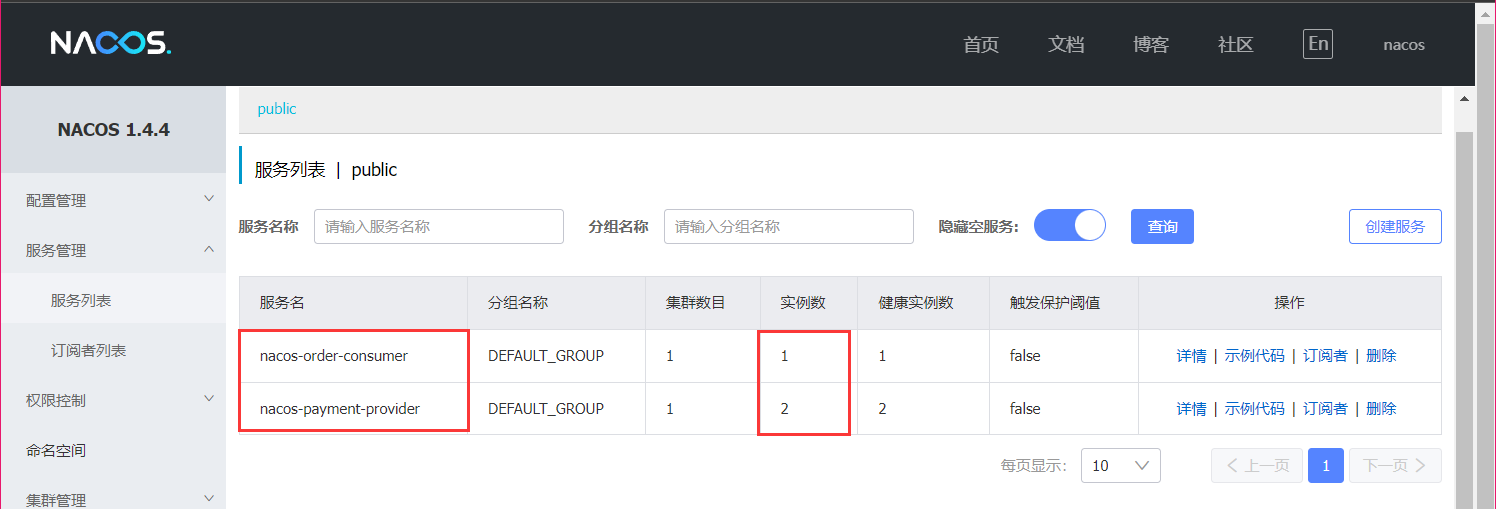 NACOS. 首页 文档 博客 社区 En nacos
NACOS 1.4.4
配置管理
服务管理
服务列表
订阅者列表
权限控制
命名空间
集群管理
public
服务列表 | public
服务名称 请输入服务名称 分组名称 请输入分组名称 隐藏空服务: 查询 创建服务
服务名 分组名称 集群数目 实例数 健康实例数 触发保护阈值 操作
nacos-order-consumer DEFAULT_GROUP 1 1 1 false 详情 | 示例代码 | 订阅者 | 删除
nacos-payment-provider DEFAULT_GROUP 1 2 2 false 详情 | 示例代码 | 订阅者 | 删除
每页显示: 10 上一页 1 下一页